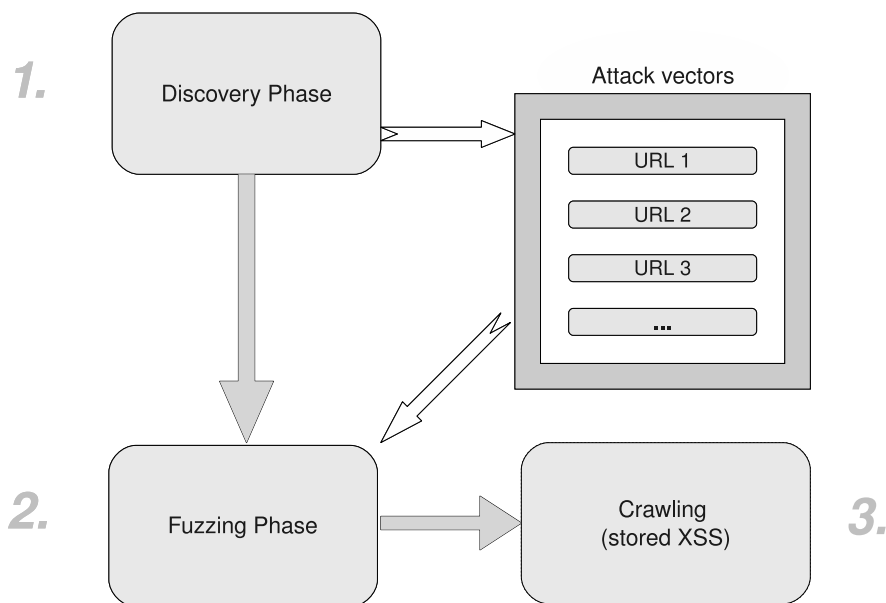 1.
Discovery Phase
Attack vectors
URL 1
URL 2
URL 3
...
2.
Fuzzing Phase
Crawling
(stored XSS)
3.